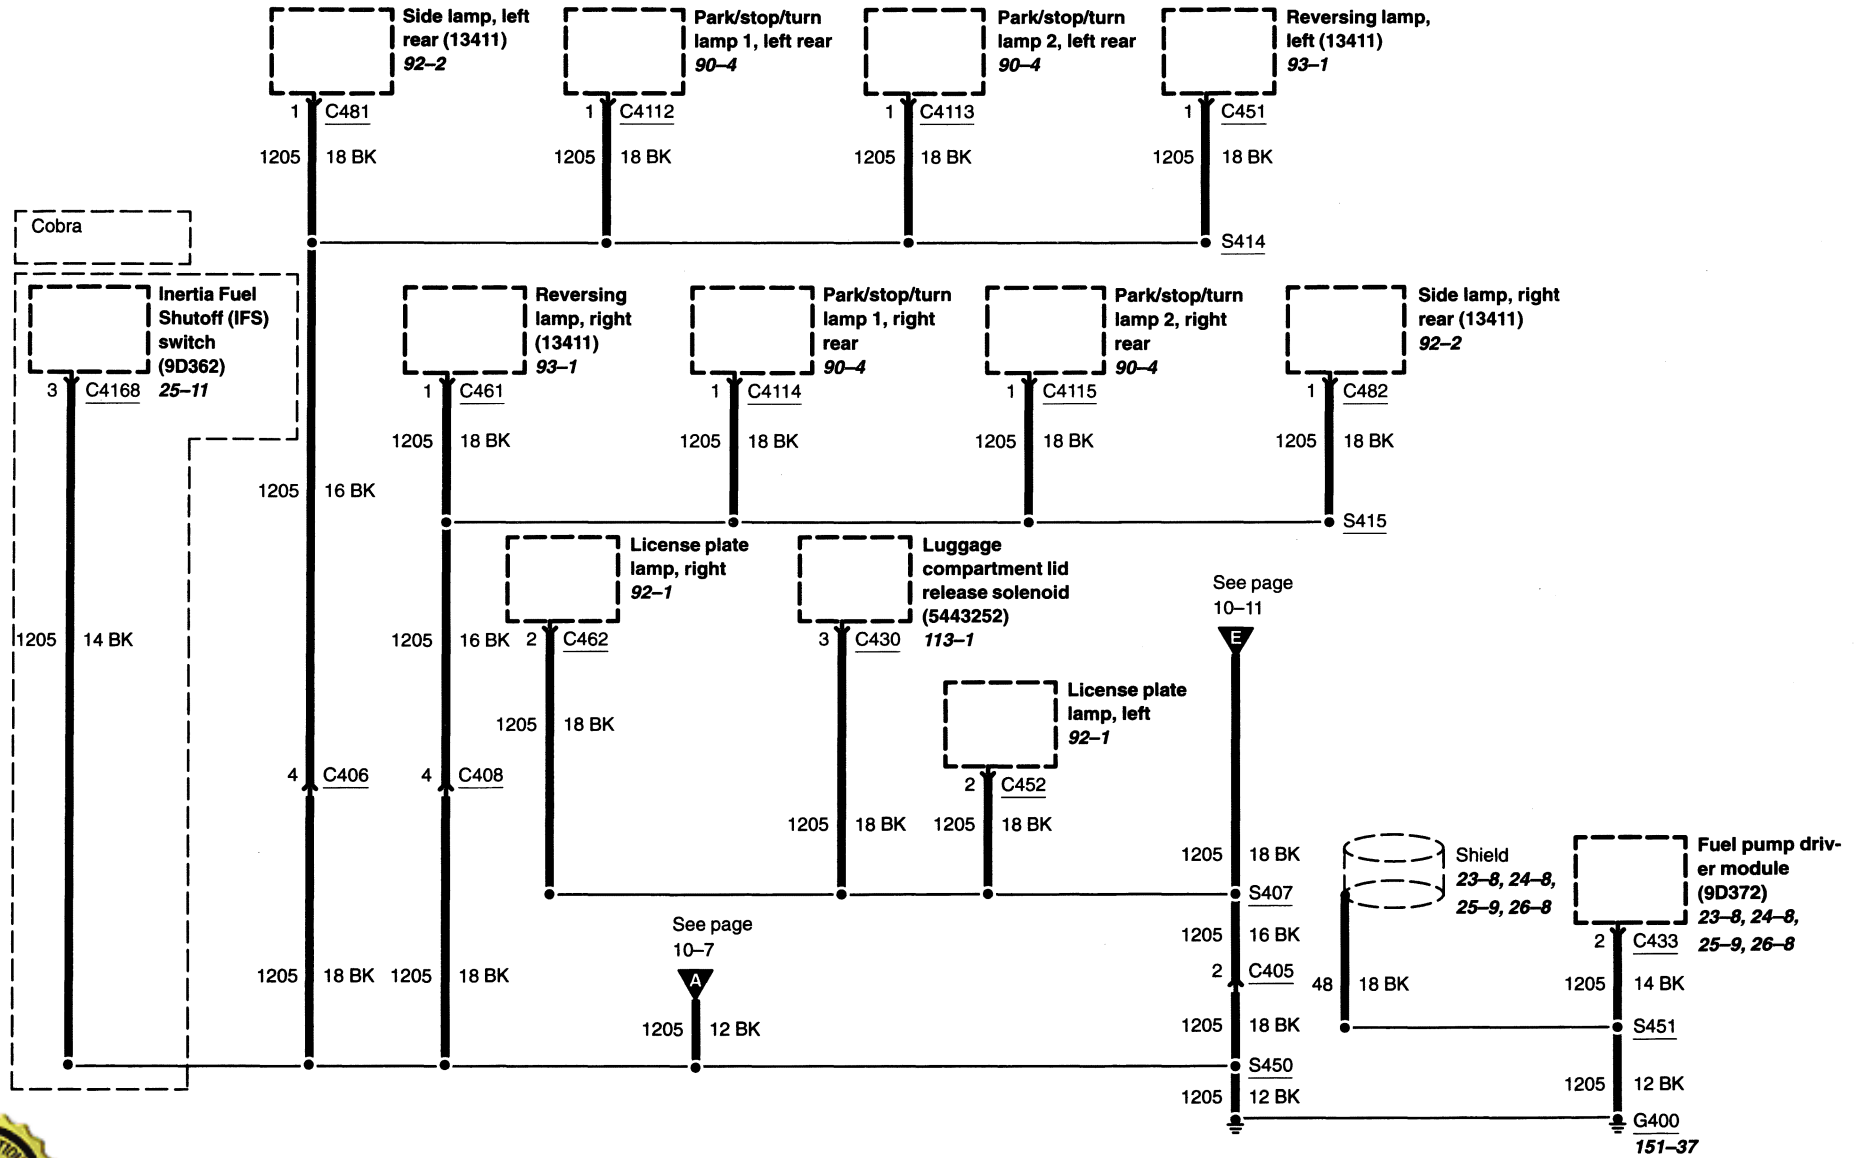 Side lamp, left
rear (13411)
92–2
Park/stop/turn
lamp 1, left rear
90–4
Park/stop/turn
lamp 2, left rear
90–4
Reversing lamp,
left (13411)
93–1
1 C481
1 C4112
1 C4113
1 C451
1205 18 BK
1205 18 BK
1205 18 BK
1205 18 BK
Cobra
S414
Inertia Fuel
Shutoff (IFS)
switch
(9D362)
25–11
Reversing
lamp, right
(13411)
93–1
Park/stop/turn
lamp 1, right
rear
90–4
Park/stop/turn
lamp 2, right
rear
90–4
Side lamp, right
rear (13411)
92–2
3 C4168
1 C461
1 C4114
1 C4115
1 C482
1205 18 BK
1205 18 BK
1205 18 BK
1205 18 BK
1205 16 BK
S415
License plate
lamp, right
92–1
Luggage
compartment lid
release solenoid
(5443252)
113–1
See page
10–11
E
1205 14 BK
1205 16 BK
2 C462
3 C430
License plate
lamp, left
92–1
1205 18 BK
4 C406
4 C408
2 C452
1205 18 BK
1205 18 BK
1205 18 BK
Shield
23–8, 24–8,
25–9, 26–8
Fuel pump driv-
er module
(9D372)
23–8, 24–8,
25–9, 26–8
S407
See page
10–7
A
1205 16 BK
2 C433
1205 18 BK
1205 18 BK
2 C405
48 18 BK
1205 14 BK
1205 12 BK
1205 18 BK
S451
S450
1205 12 BK
1205 12 BK
G400
151–37